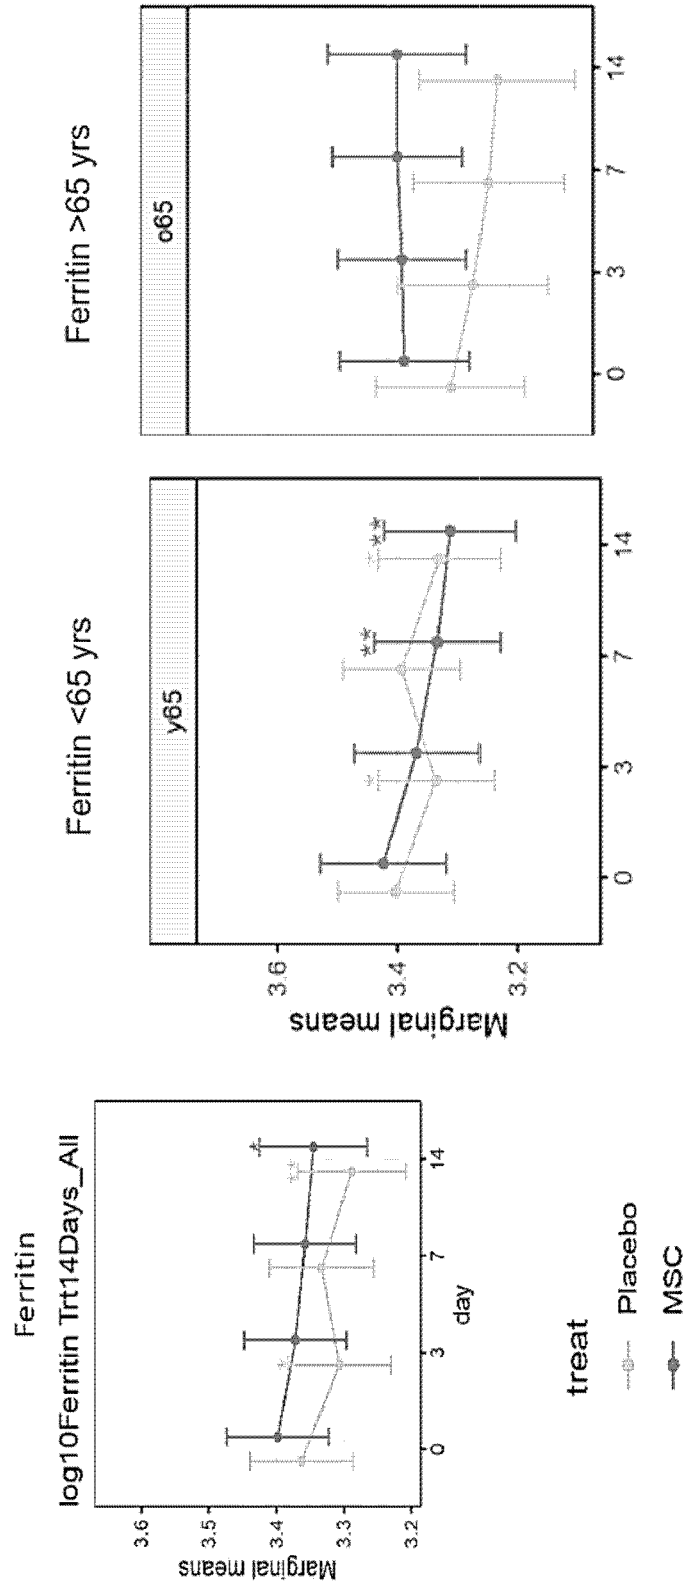 Ferritin
log10Ferritin Trt14Days_All
Marginal means
3.6
3.5
3.4
3.3
3.2
*
*
*
0
3
7
14
day
treat
Placebo
MSC
Ferritin <65 yrs
y65
Marginal means
3.6
3.4
3.2
*
**
*
**
0
3
7
14
Ferritin >65 yrs
o65
0
3
7
14